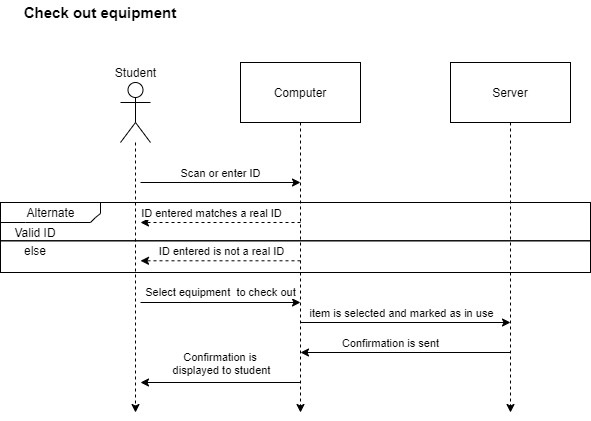 Check out equipment
Student
Computer
Server
Scan or enter ID
Alternate
ID entered matches a real ID
Valid ID
else
ID entered is not a real ID
Select equipment to check out
item is selected and marked as in use
Confirmation is sent
Confirmation is
displayed to student